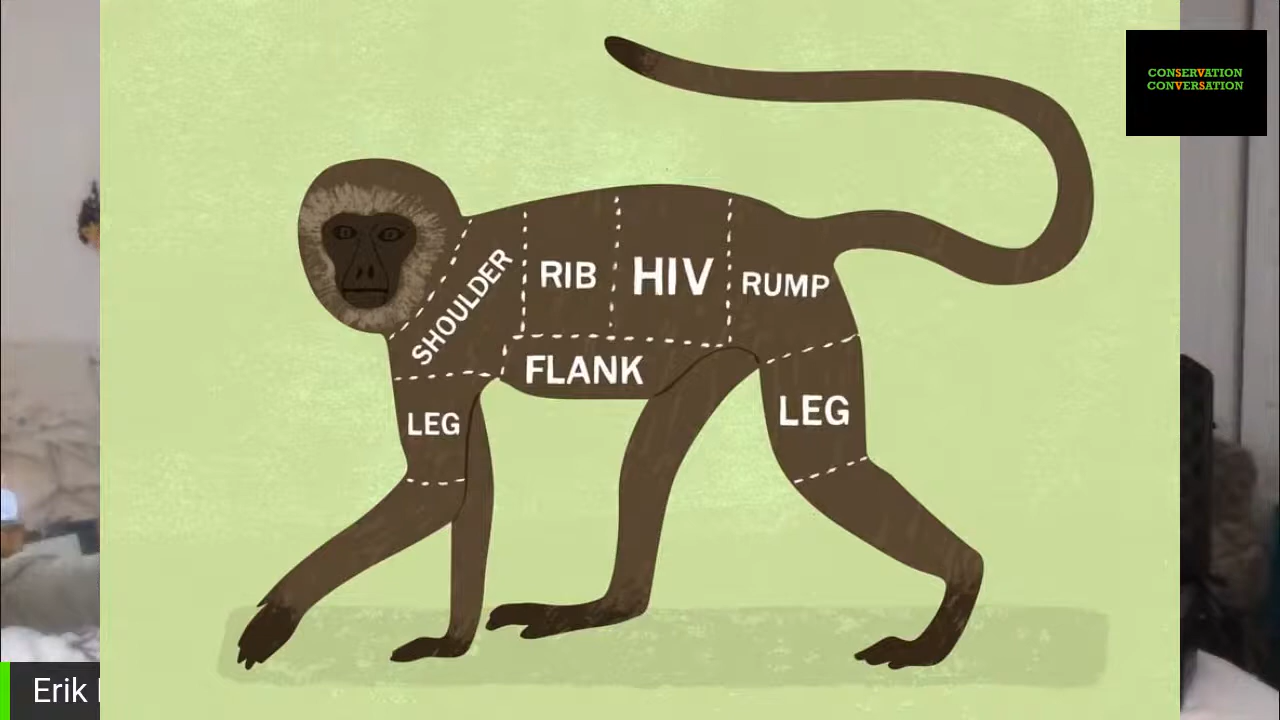 CONSERVATION
CONVERSATION
SHOULDER
RIB
HIV
RUMP
FLANK
LEG
LEG
Erik